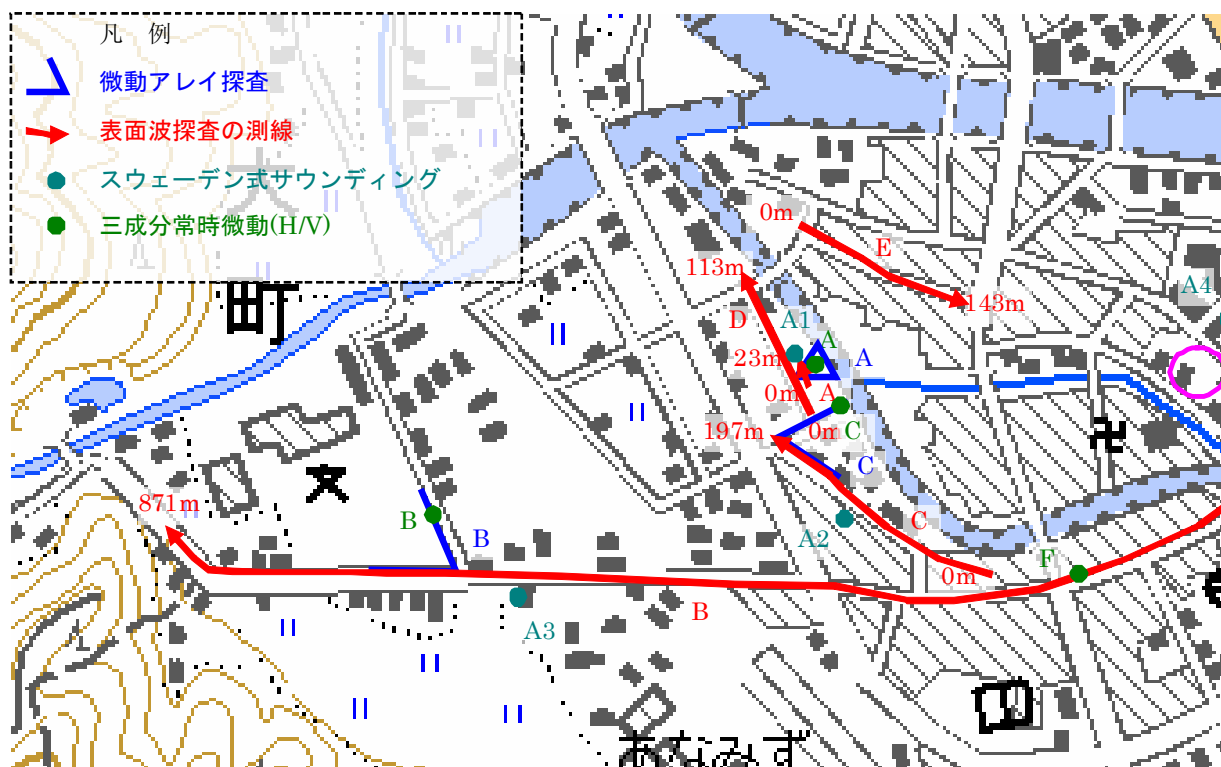 凡 例
微動アレイ探査
表面波探査の測線
スウェーデン式サウンディング
三成分常時微動(H/V)
大
町
0m
E
143m
A4
113m
D
A1
A
A
23m
0m
A
197m
0m
C
C
871m
B
B
A2
C
0m
F
A3
B
あなみず